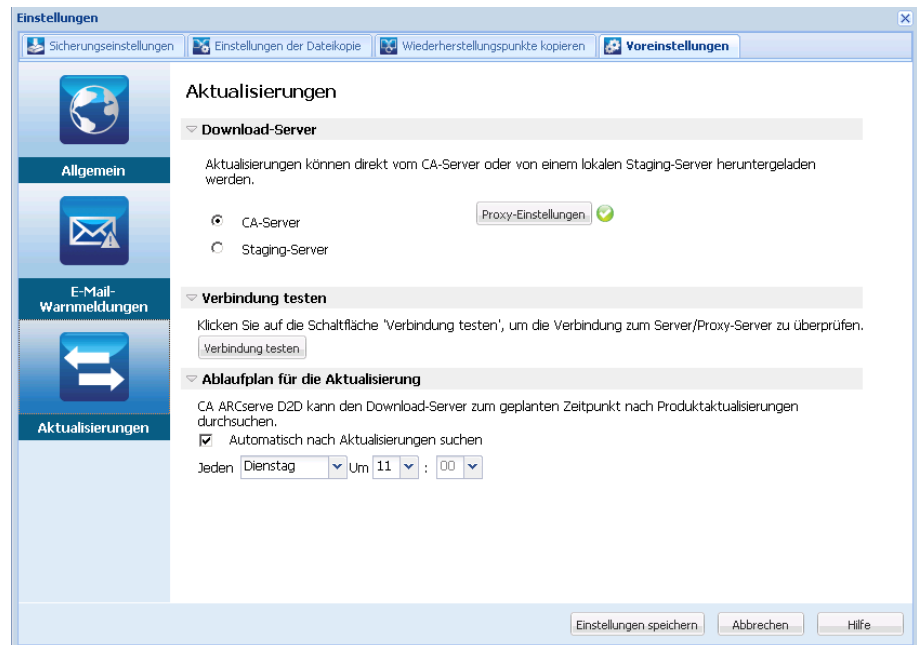 Einstellungen
Sicherungseinstellungen
Einstellungen der Dateikopie
Wiederherstellungspunkte kopieren
Voreinstellungen
Allgemein
E-Mail-
Warnmeldungen
Aktualisierungen
Aktualisierungen
Download-Server
Aktualisierungen können direkt vom CA-Server oder von einem lokalen Staging-Server heruntergeladen
werden.
CA-Server
Proxy-Einstellungen
Staging-Server
Verbindung testen
Klicken Sie auf die Schaltfläche 'Verbindung testen', um die Verbindung zum Server/Proxy-Server zu überprüfen.
Verbindung testen
Ablaufplan für die Aktualisierung
CA ARCserve D2D kann den Download-Server zum geplanten Zeitpunkt nach Produktaktualisierungen
durchsuchen.
Automatisch nach Aktualisierungen suchen
Jeden Dienstag Um 11 : 00
Einstellungen speichern
Abbrechen
Hilfe